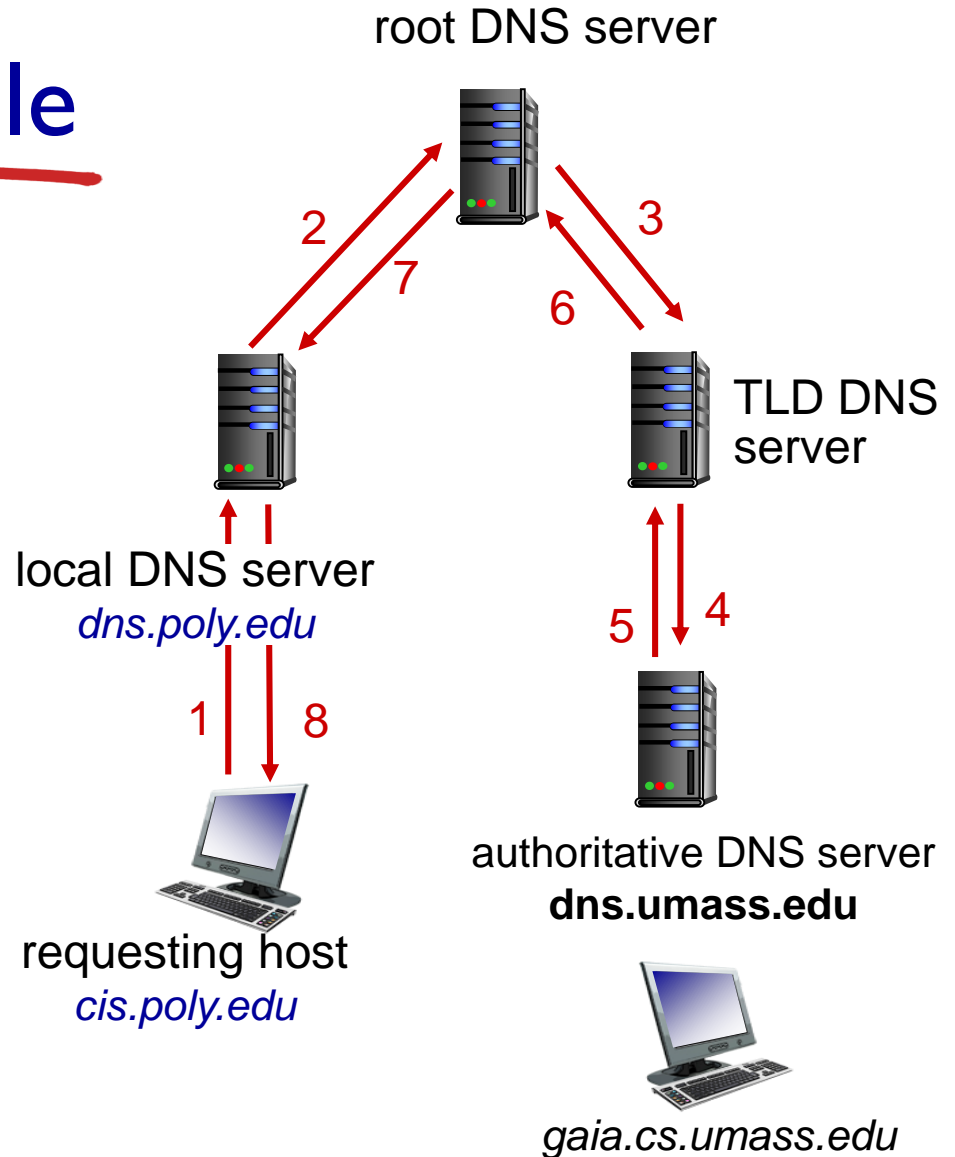 root DNS server
le
2
3
7
6
TLD DNS
server
local DNS server
dns.poly.edu
5
4
1
8
authoritative DNS server
dns.umass.edu
requesting host
cis.poly.edu
gaia.cs.umass.edu